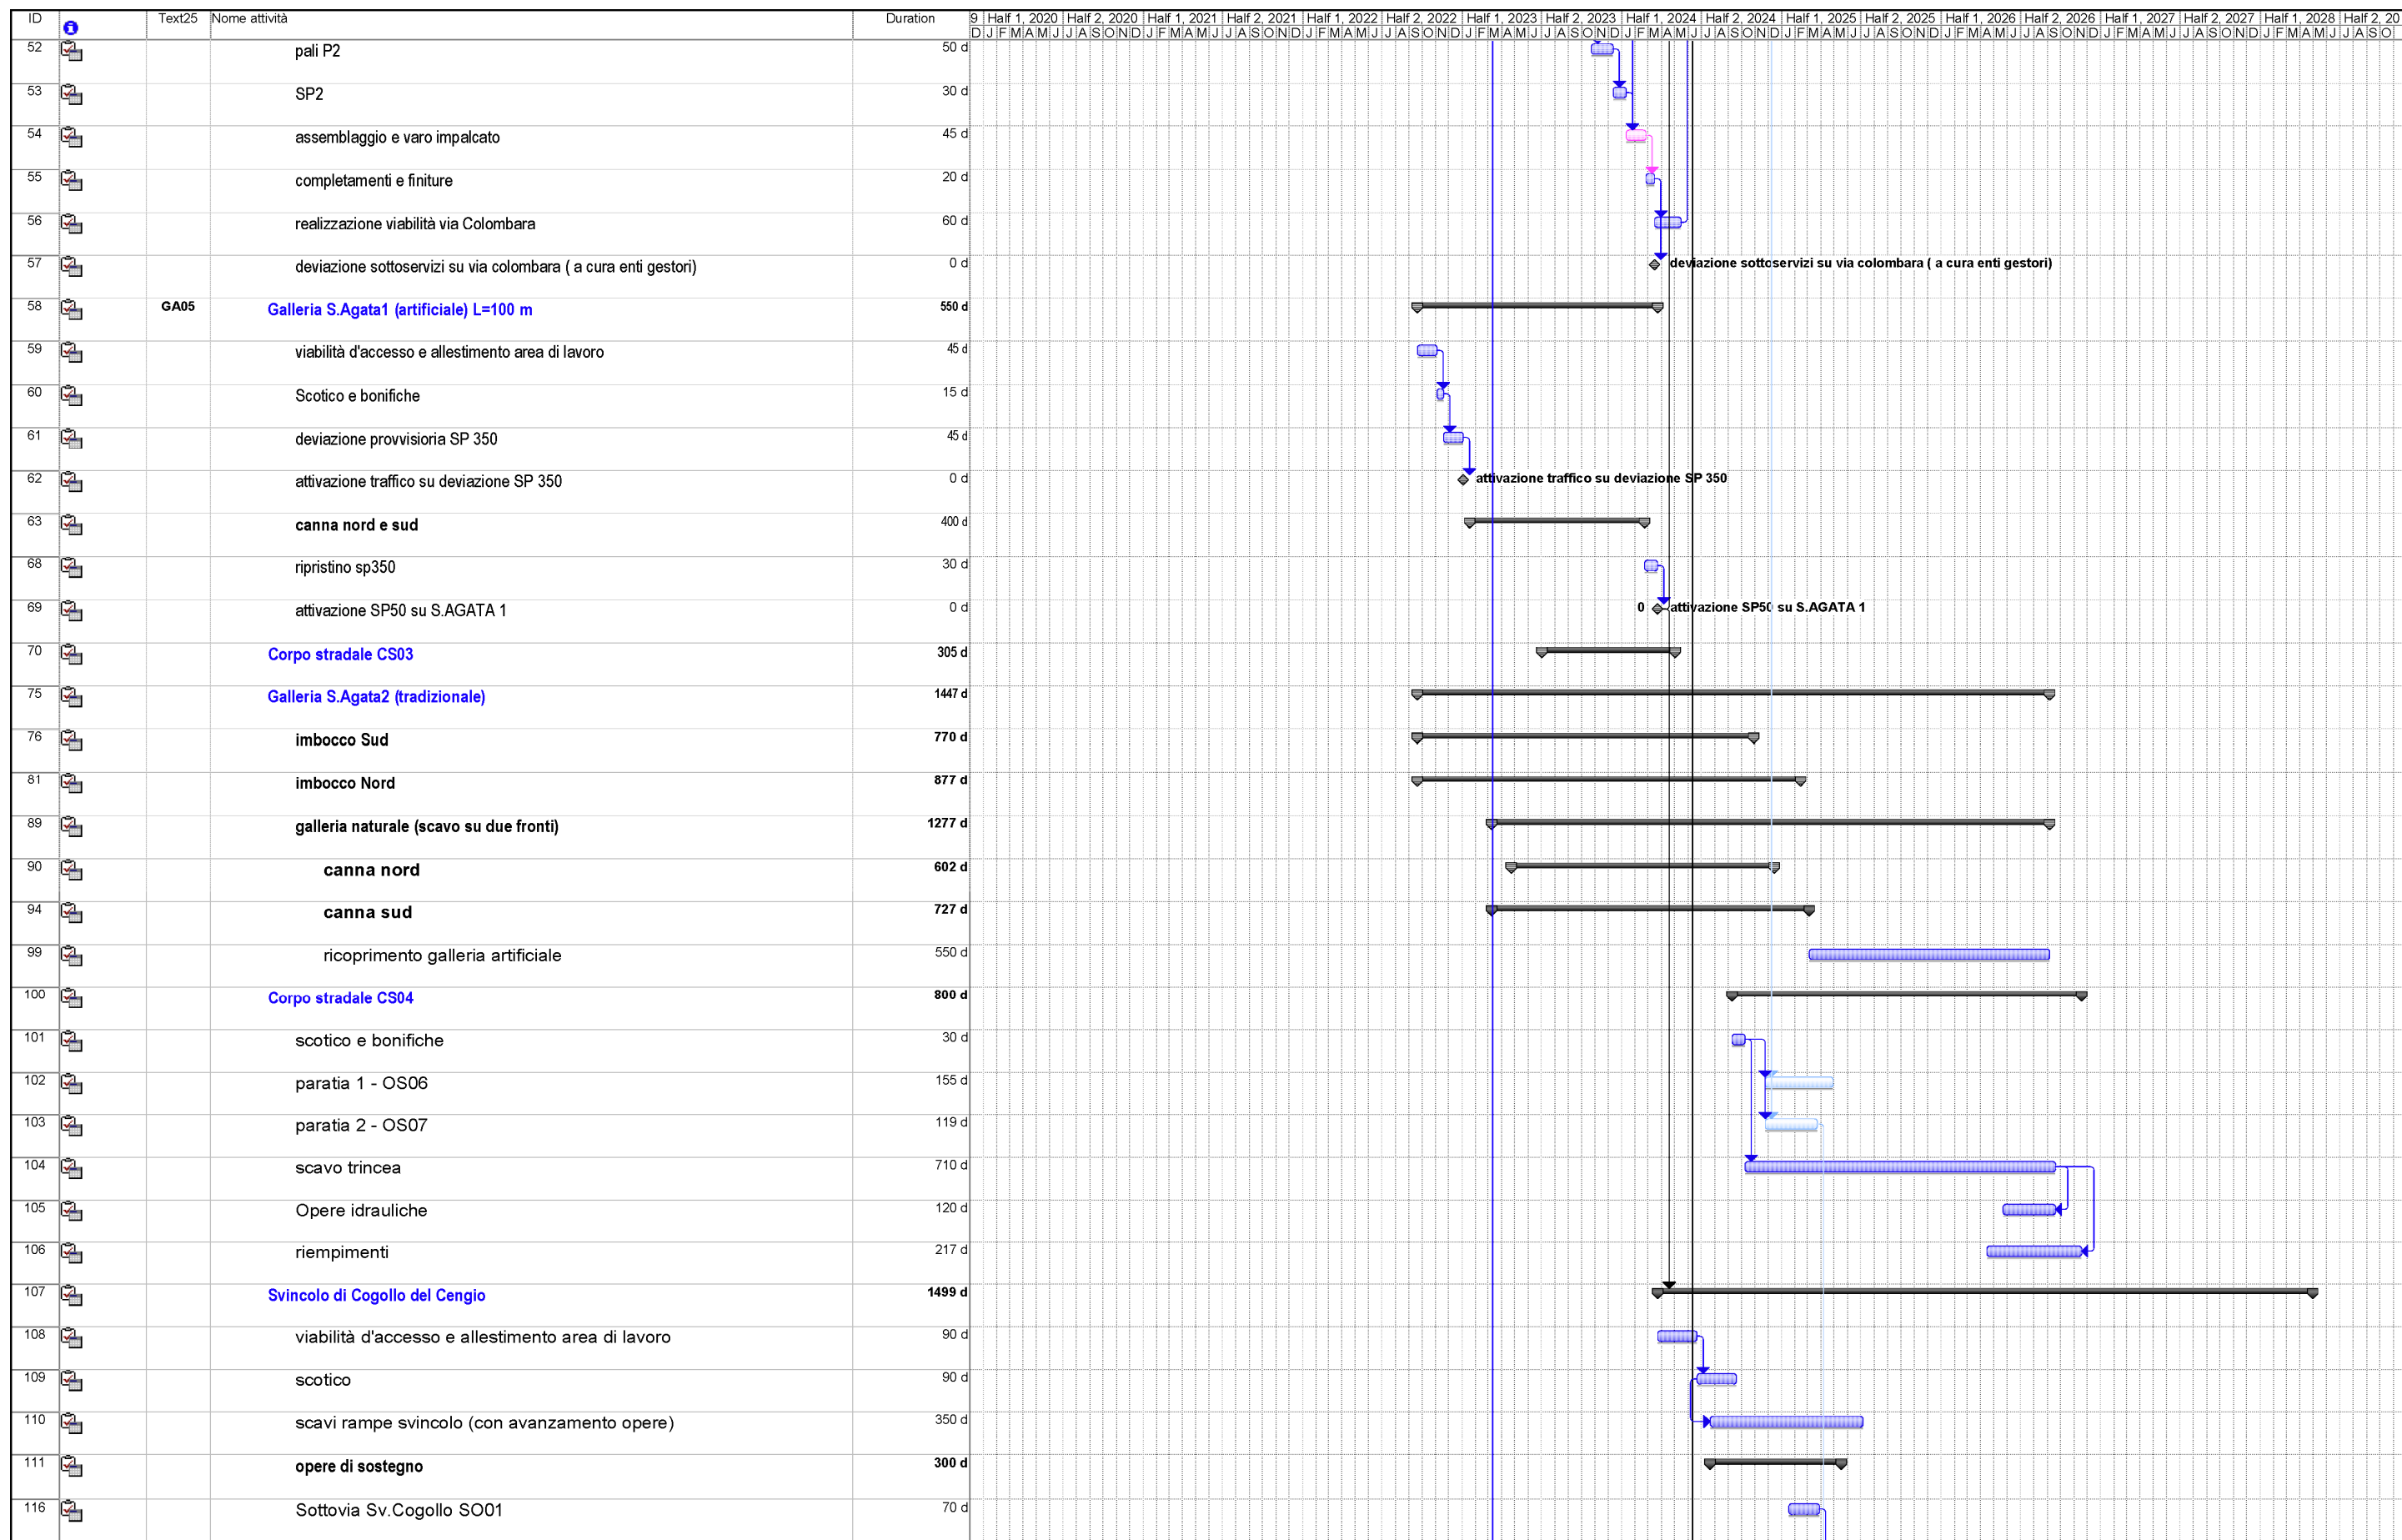 ID Text25 Nome attività Duration 9 Half 1, 2020 Half 2, 2020 Half 1, 2021 Half 2, 2021 Half 1, 2022 Half 2, 2022 Half 1, 2023 Half 2, 2023 Half 1, 2024 Half 2, 2024 Half 1, 2025 Half 2, 2025 Half 1, 2026 Half 2, 2026 Half 1, 2027 Half 2, 2027 Half 1, 2028 Half 2, 20
D J F M A M J J A S O N D J F M A M J J A S O N D J F M A M J J A S O N D J F M A M J J A S O N D J F M A M J J A S O N D J F M A M J J A S O N D J F M A M J J A S O N D J F M A M J J A S O N D J F M A M J J A S O
52 pali P2 50 d
53 SP2 30 d
54 assemblaggio e varo impalcato 45 d
55 completamenti e finiture 20 d
56 realizzazione viabilità via Colombara 60 d
57 deviazione sottoservizi su via colombara ( a cura enti gestori) 0 d deviazione sottoservizi su via colombara ( a cura enti gestori)
58 GA05 Galleria S.Agata1 (artificiale) L=100 m 550 d
59 viabilità d'accesso e allestimento area di lavoro 45 d
60 Scotico e bonifiche 15 d
61 deviazione provvisioria SP 350 45 d
62 attivazione traffico su deviazione SP 350 0 d attivazione traffico su deviazione SP 350
63 canna nord e sud 400 d
68 ripristino sp350 30 d
69 attivazione SP50 su S.AGATA 1 0 d 0 attivazione SP50 su S.AGATA 1
70 Corpo stradale CS03 305 d
75 Galleria S.Agata2 (tradizionale) 1447 d
76 imbocco Sud 770 d
81 imbocco Nord 877 d
89 galleria naturale (scavo su due fronti) 1277 d
90 canna nord 602 d
94 canna sud 727 d
99 ricoprimento galleria artificiale 550 d
100 Corpo stradale CS04 800 d
101 scotico e bonifiche 30 d
102 paratia 1 - OS06 155 d
103 paratia 2 - OS07 119 d
104 scavo trincea 710 d
105 Opere idrauliche 120 d
106 riempimenti 217 d
107 Svincolo di Cogollo del Cengio 1499 d
108 viabilità d'accesso e allestimento area di lavoro 90 d
109 scotico 90 d
110 scavi rampe svincolo (con avanzamento opere) 350 d
111 opere di sostegno 300 d
116 Sottovia Sv.Cogollo SO01 70 d